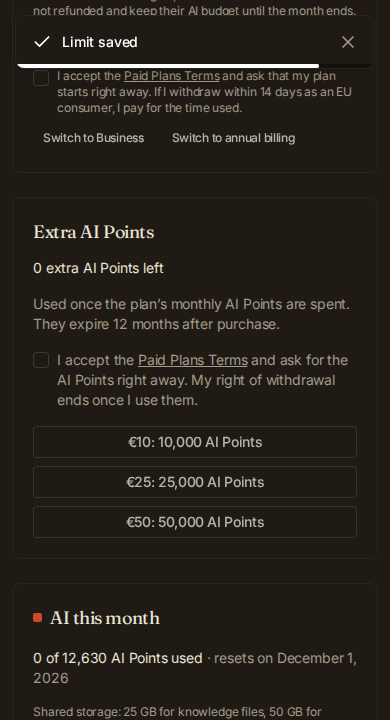 not refunded and keep their AI budget until the month ends.
Limit saved
I accept the Paid Plans Terms and ask that my plan
starts right away. If I withdraw within 14 days as an EU
consumer, I pay for the time used.
Switch to Business Switch to annual billing
Extra AI Points
0 extra AI Points left
Used once the plan's monthly AI Points are spent.
They expire 12 months after purchase.
I accept the Paid Plans Terms and ask for the
AI Points right away. My right of withdrawal
ends once I use them.
€10: 10,000 AI Points
€25: 25,000 AI Points
€50: 50,000 AI Points
AI this month
0 of 12,630 AI Points used · resets on December 1,
2026
Shared storage: 25 GB for knowledge files, 50 GB for